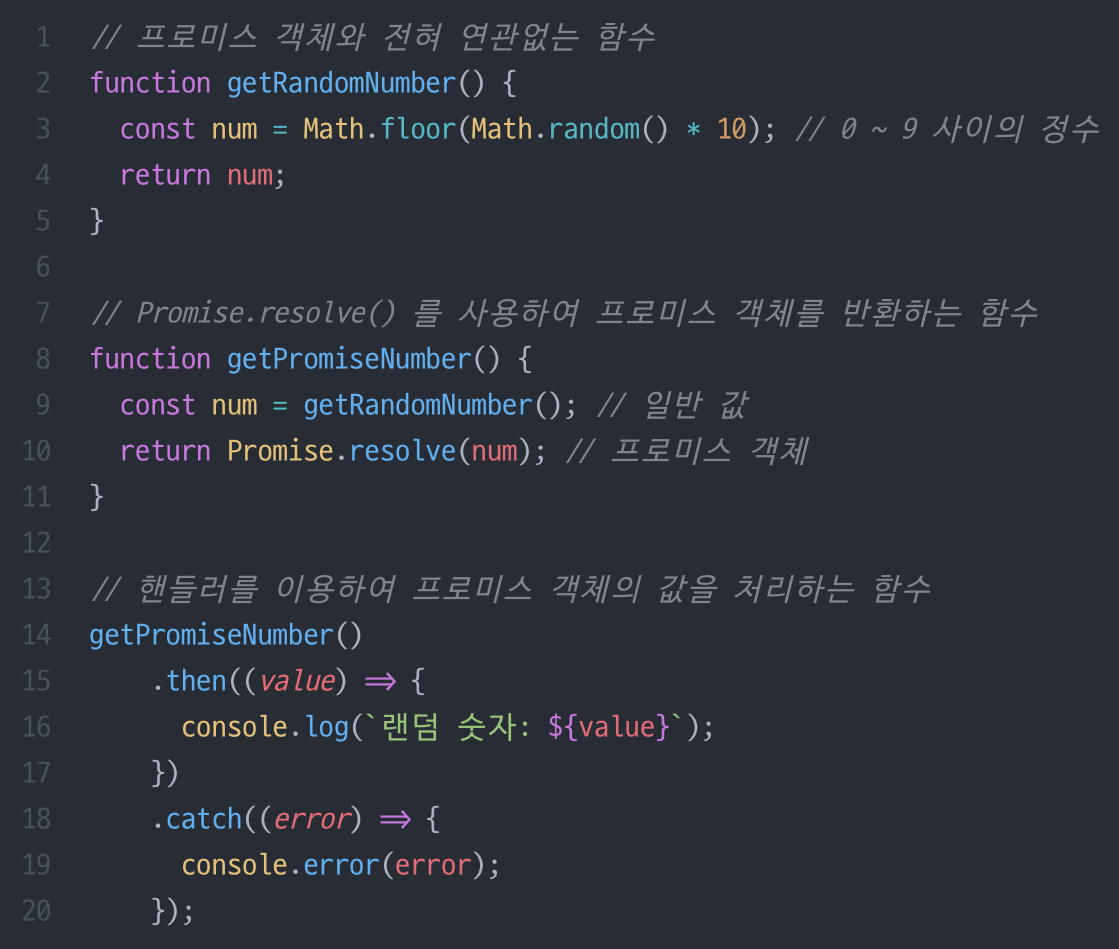 1 // 프로미스 객체와 전혀 연관없는 함수
2 function getRandomNumber() {
3   const num = Math.floor(Math.random() * 10); // 0 ~ 9 사이의 정수
4   return num;
5 }
6
7 // Promise.resolve() 를 사용하여 프로미스 객체를 반환하는 함수
8 function getPromiseNumber() {
9   const num = getRandomNumber(); // 일반 값
10   return Promise.resolve(num); // 프로미스 객체
11 }
12
13 // 핸들러를 이용하여 프로미스 객체의 값을 처리하는 함수
14 getPromiseNumber()
15     .then((value) => {
16       console.log(`랜덤 숫자: ${value}`);
17     })
18     .catch((error) => {
19       console.error(error);
20     });